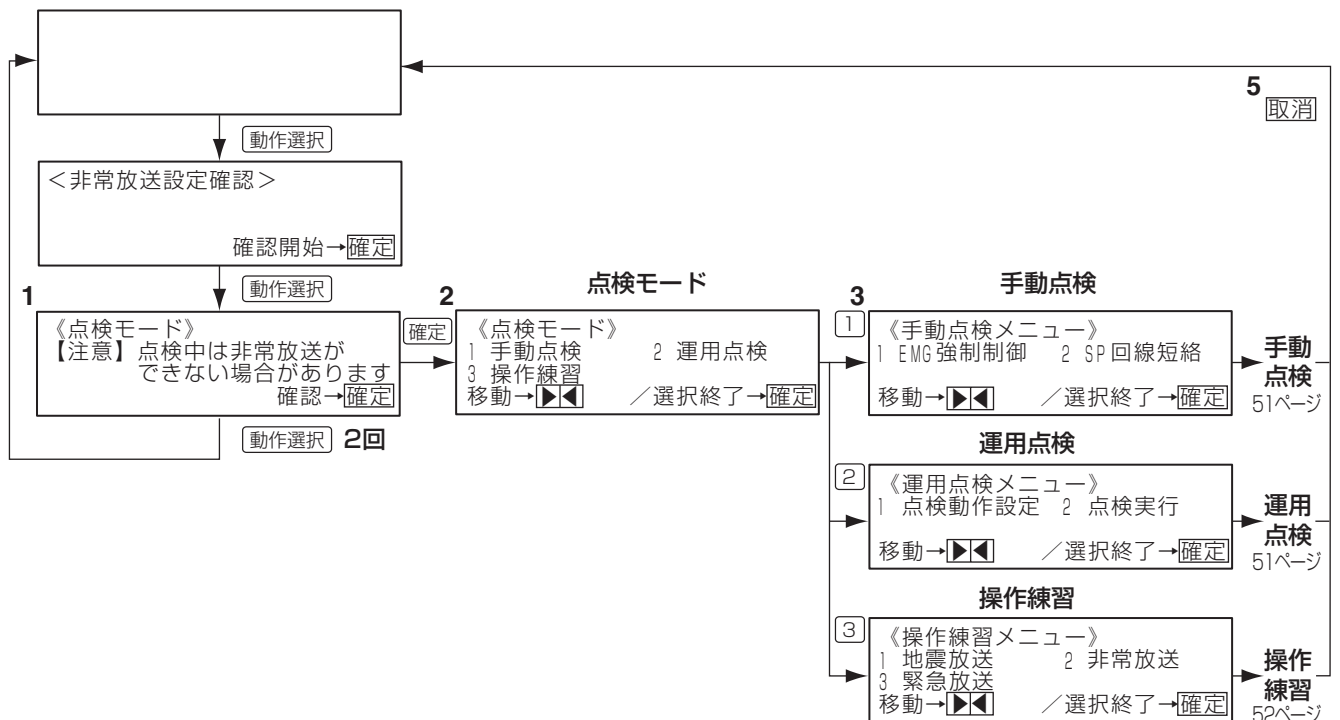 動作選択
＜非常放送設定確認＞
確認開始→確定
動作選択
1
《点検モード》
【注意】点検中は非常放送が
できない場合があります
確認→確定
動作選択 2回
確定
2
点検モード
《点検モード》
1 手動点検 2 運用点検
3 操作練習
移動→▶◀ ／選択終了→確定
3
手動点検
1
《手動点検メニュー》
1 EMG強制制御 2 SP回線短絡
移動→▶◀ ／選択終了→確定
手動
点検
51ページ
運用点検
2
《運用点検メニュー》
1 点検動作設定 2 点検実行
移動→▶◀ ／選択終了→確定
運用
点検
51ページ
操作練習
3
《操作練習メニュー》
1 地震放送 2 非常放送
3 緊急放送
移動→▶◀ ／選択終了→確定
操作
練習
52ページ
5
取消